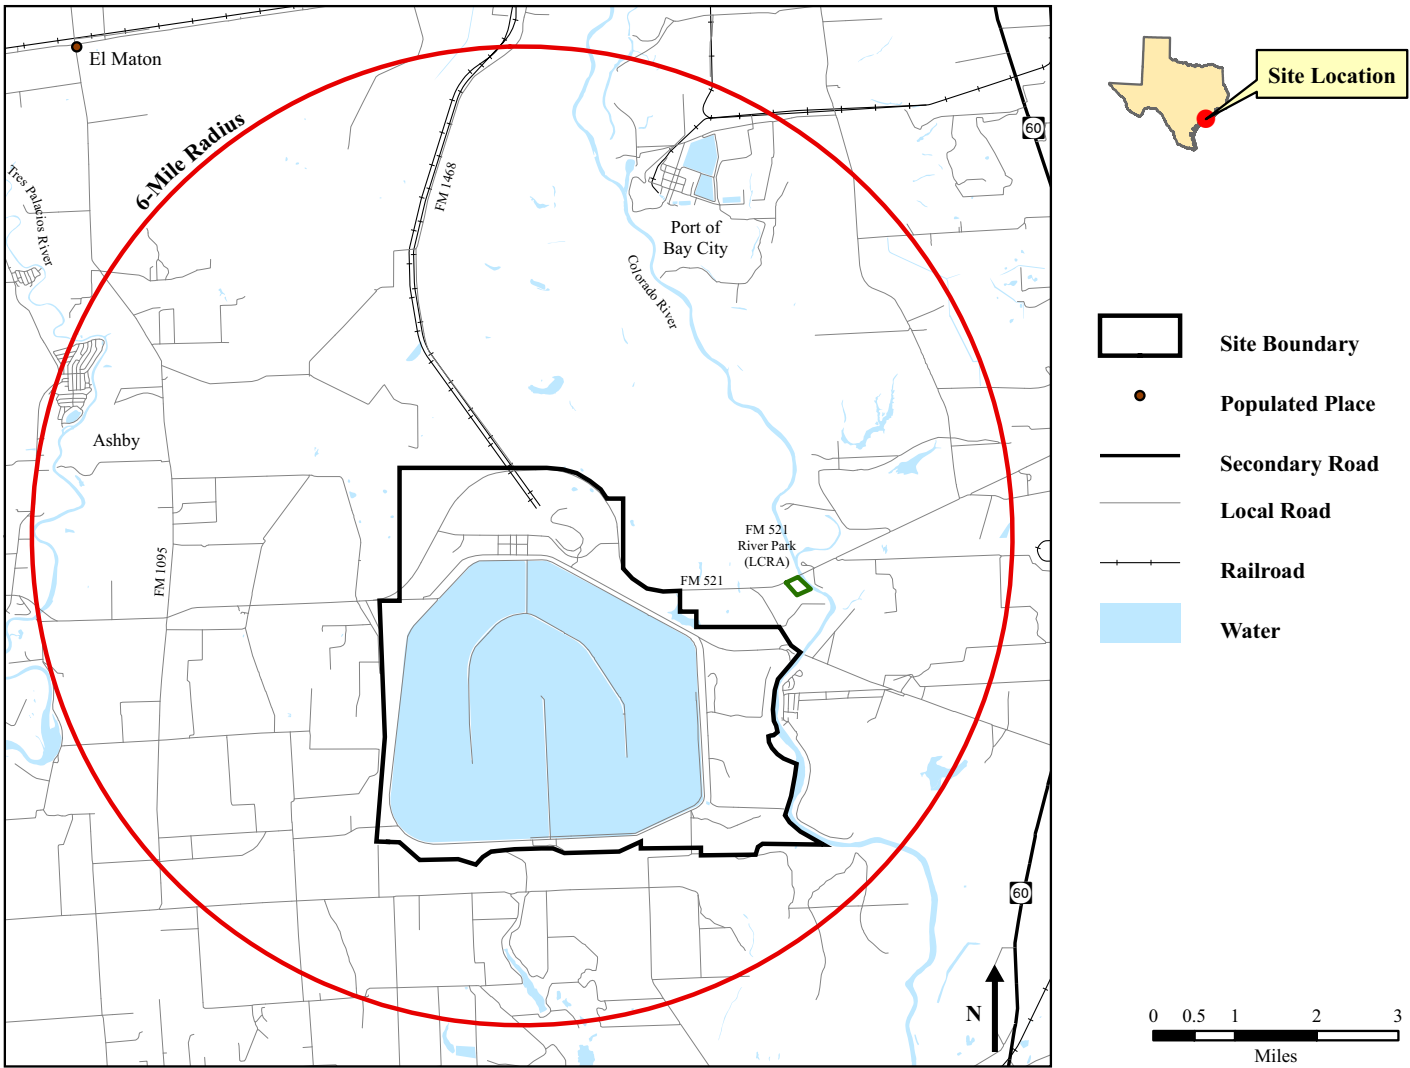 El Maton
6-Mile Radius
Tres Palacios River
FM 1468
60
Port of
Bay City
Colorado River
Ashby
FM 1095
FM 521
River Park
(LCRA)
FM 521
60
N
Site Location
Site Boundary
Populated Place
Secondary Road
Local Road
Railroad
Water
0 0.5 1 2 3
Miles